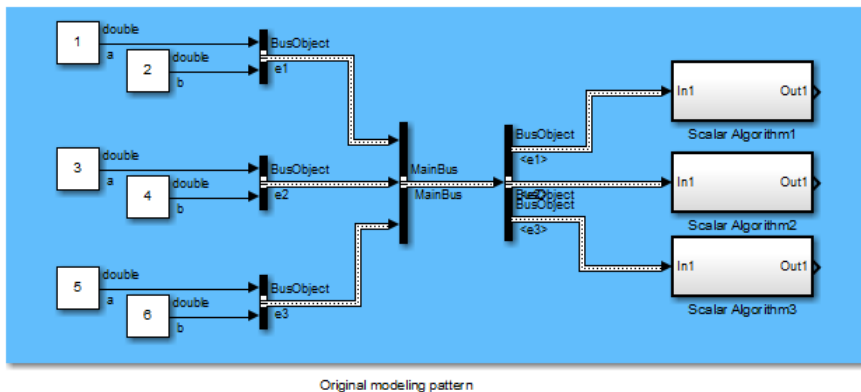 1
double
a
2
double
b
BusObject
e1
3
double
a
4
double
b
BusObject
e2
5
double
a
6
double
b
BusObject
e3
MainBus
MainBus
BusObject
<e1>
BusObject
<e3>
In1 Out1
Scalar Algorithm1
In1 Out1
Scalar Algorithm2
In1 Out1
Scalar Algorithm3
Original modeling pattern